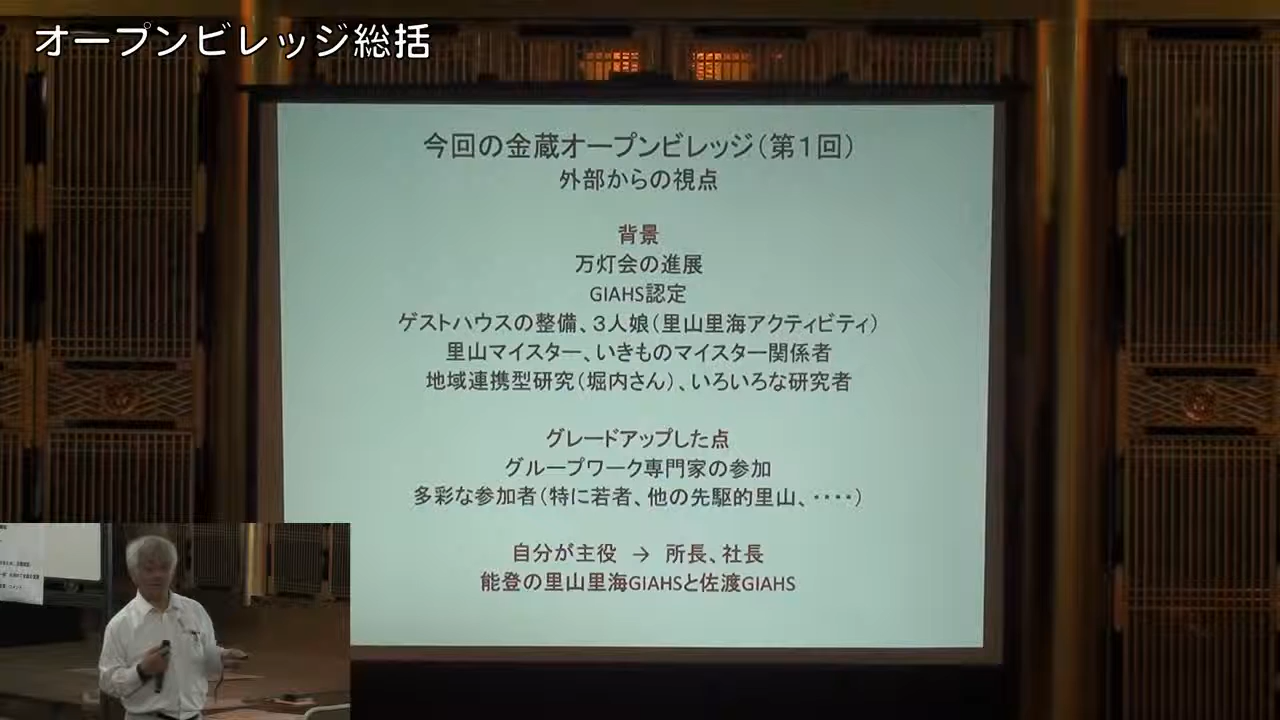 オープンビレッジ総括
今回の金蔵オープンビレッジ(第１回)
外部からの視点
背景
万灯会の進展
GIAHS認定
ゲストハウスの整備、３人娘(里山里海アクティビティ)
里山マイスター、いきものマイスター関係者
地域連携型研究(堀内さん)、いろいろな研究者
グレードアップした点
グループワーク専門家の参加
多彩な参加者(特に若者、他の先駆的里山、・・・・)
自分が主役 → 所長、社長
能登の里山里海GIAHSと佐渡GIAHS